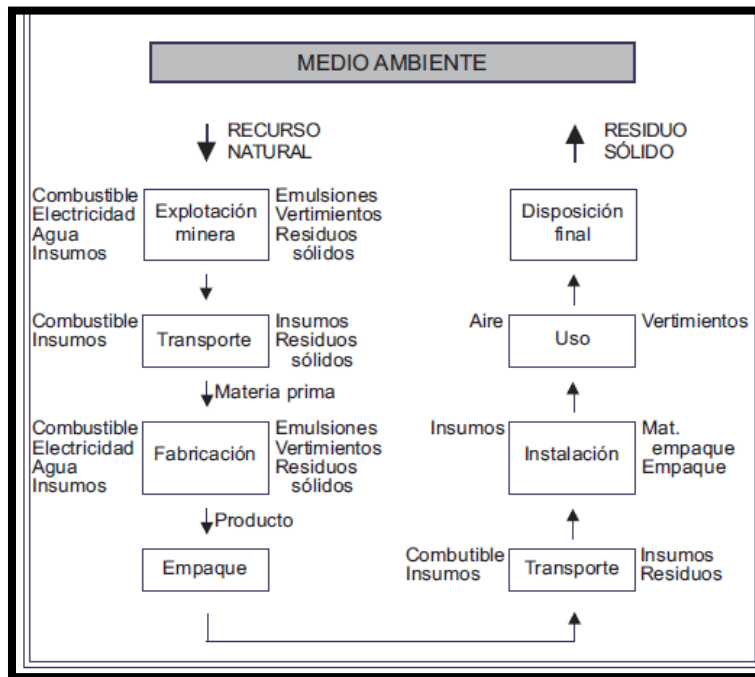 MEDIO AMBIENTE
RECURSO
NATURAL
Combustible
Electricidad
Agua
Insumos
Explotación
minera
Emulsiones
Vertimientos
Residuos
sólidos
Combustible
Insumos
Transporte
Insumos
Residuos
sólidos
Materia prima
Combustible
Electricidad
Agua
Insumos
Fabricación
Emulsiones
Vertimientos
Residuos
sólidos
Producto
Empaque
Combutible
Insumos
Transporte
Insumos
Residuos
Insumos
Instalación
Mat.
empaque
Empaque
Aire
Uso
Vertimientos
Disposición
final
RESIDUO
SÓLIDO